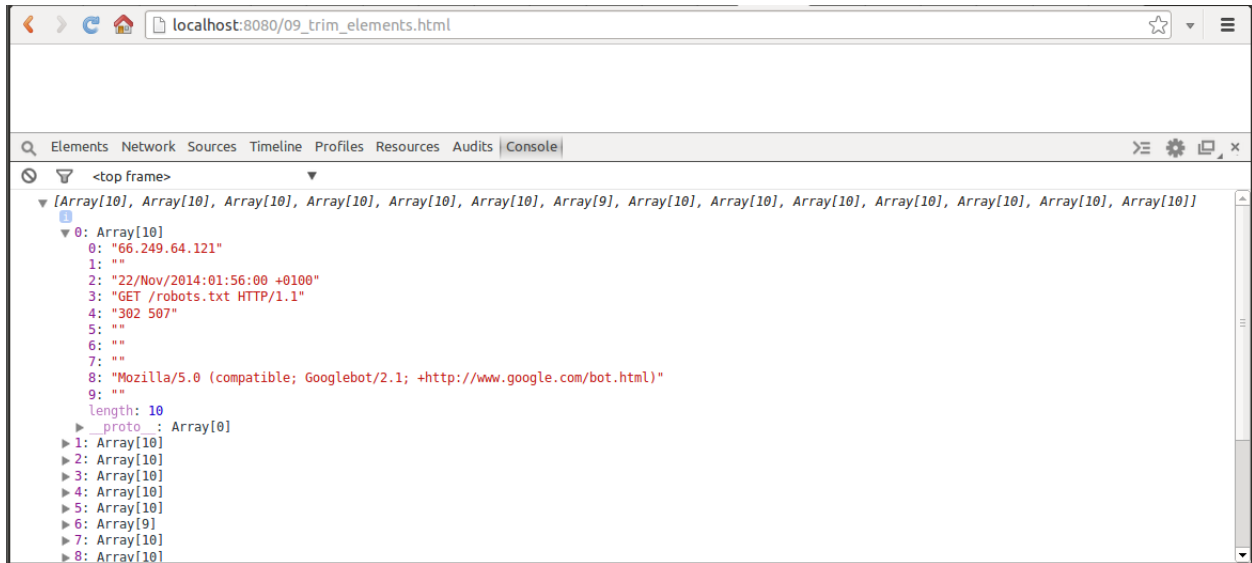 localhost:8080/09_trim_elements.html
Elements Network Sources Timeline Profiles Resources Audits Console
<top frame>
[Array[10], Array[10], Array[10], Array[10], Array[10], Array[10], Array[9], Array[10], Array[10], Array[10], Array[10], Array[10], Array[10], Array[10]]
i
0: Array[10]
0: "66.249.64.121"
1: ""
2: "22/Nov/2014:01:56:00 +0100"
3: "GET /robots.txt HTTP/1.1"
4: "302 507"
5: ""
6: ""
7: ""
8: "Mozilla/5.0 (compatible; Googlebot/2.1; +http://www.google.com/bot.html)"
9: ""
length: 10
__proto__: Array[0]
1: Array[10]
2: Array[10]
3: Array[10]
4: Array[10]
5: Array[10]
6: Array[9]
7: Array[10]
8: Array[10]